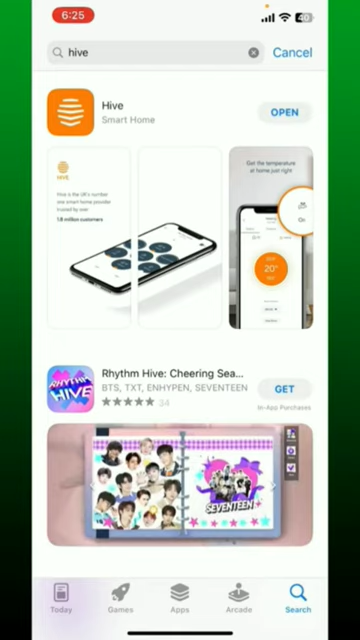 6:25
40
hive
Cancel
Hive
Smart Home
OPEN
HIVE
Hive is the UK's number
one smart home provider
trusted by over
1.8 million customers
Get the temperature
at home just right
On
20°
Rhythm Hive: Cheering Sea...
BTS, TXT, ENHYPEN, SEVENTEEN
34
GET
In-App Purchases
RHYTHM
HIVE
SEVENTEEN
Today
Games
Apps
Arcade
Search